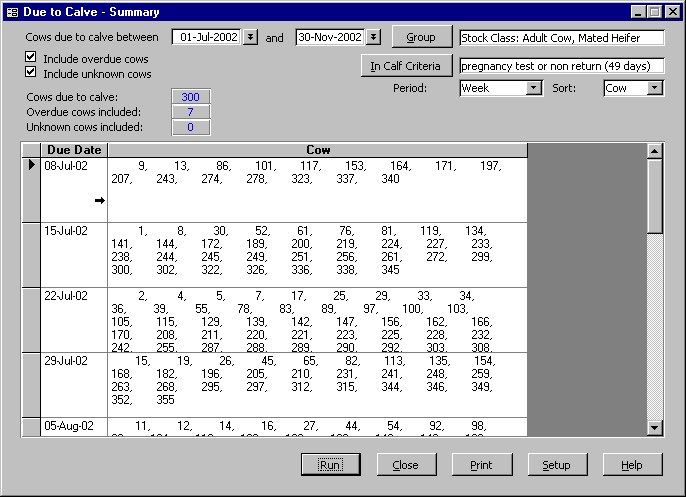 Due to Calve - Summary
Cows due to calve between 01-Jul-2002 and 30-Nov-2002 Group Stock Class: Adult Cow, Mated Heifer
Include overdue cows
Include unknown cows
In Calf Criteria pregnancy test or non return (49 days)
Period: Week Sort: Cow
Cows due to calve: 300
Overdue cows included: 7
Unknown cows included: 0
Due Date Cow
08-Jul-02 9, 13, 86, 101, 117, 153, 164, 171, 197,
207, 243, 274, 278, 323, 337, 340
15-Jul-02 1, 8, 30, 52, 61, 76, 81, 119, 134,
141, 144, 172, 189, 200, 219, 224, 227, 233,
238, 244, 245, 249, 251, 256, 261, 272, 299,
300, 302, 322, 326, 336, 338, 345
22-Jul-02 2, 4, 5, 7, 17, 25, 29, 33, 34,
36, 39, 55, 78, 83, 89, 97, 100, 103,
105, 115, 129, 139, 142, 147, 156, 162, 166,
170, 208, 211, 220, 221, 223, 225, 228, 232,
242, 255, 287, 288, 289, 290, 292, 303, 308,
29-Jul-02 15, 19, 26, 45, 65, 82, 113, 135, 154,
168, 182, 196, 205, 210, 231, 241, 248, 259,
263, 268, 295, 297, 312, 315, 344, 346, 349,
352, 355
05-Aug-02 11, 12, 14, 16, 27, 44, 54, 92, 98,
Run Close Print Setup Help